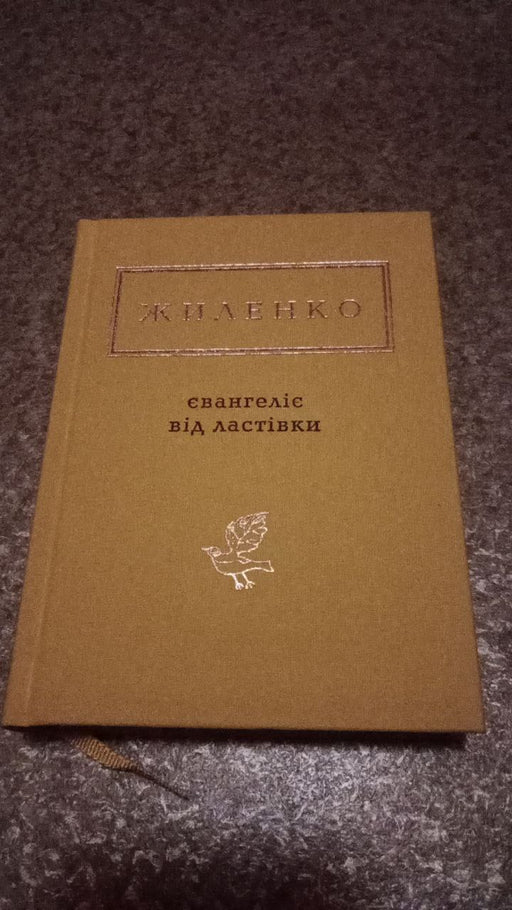 ЖИЛЕНКО
євангеліє
від ластівки